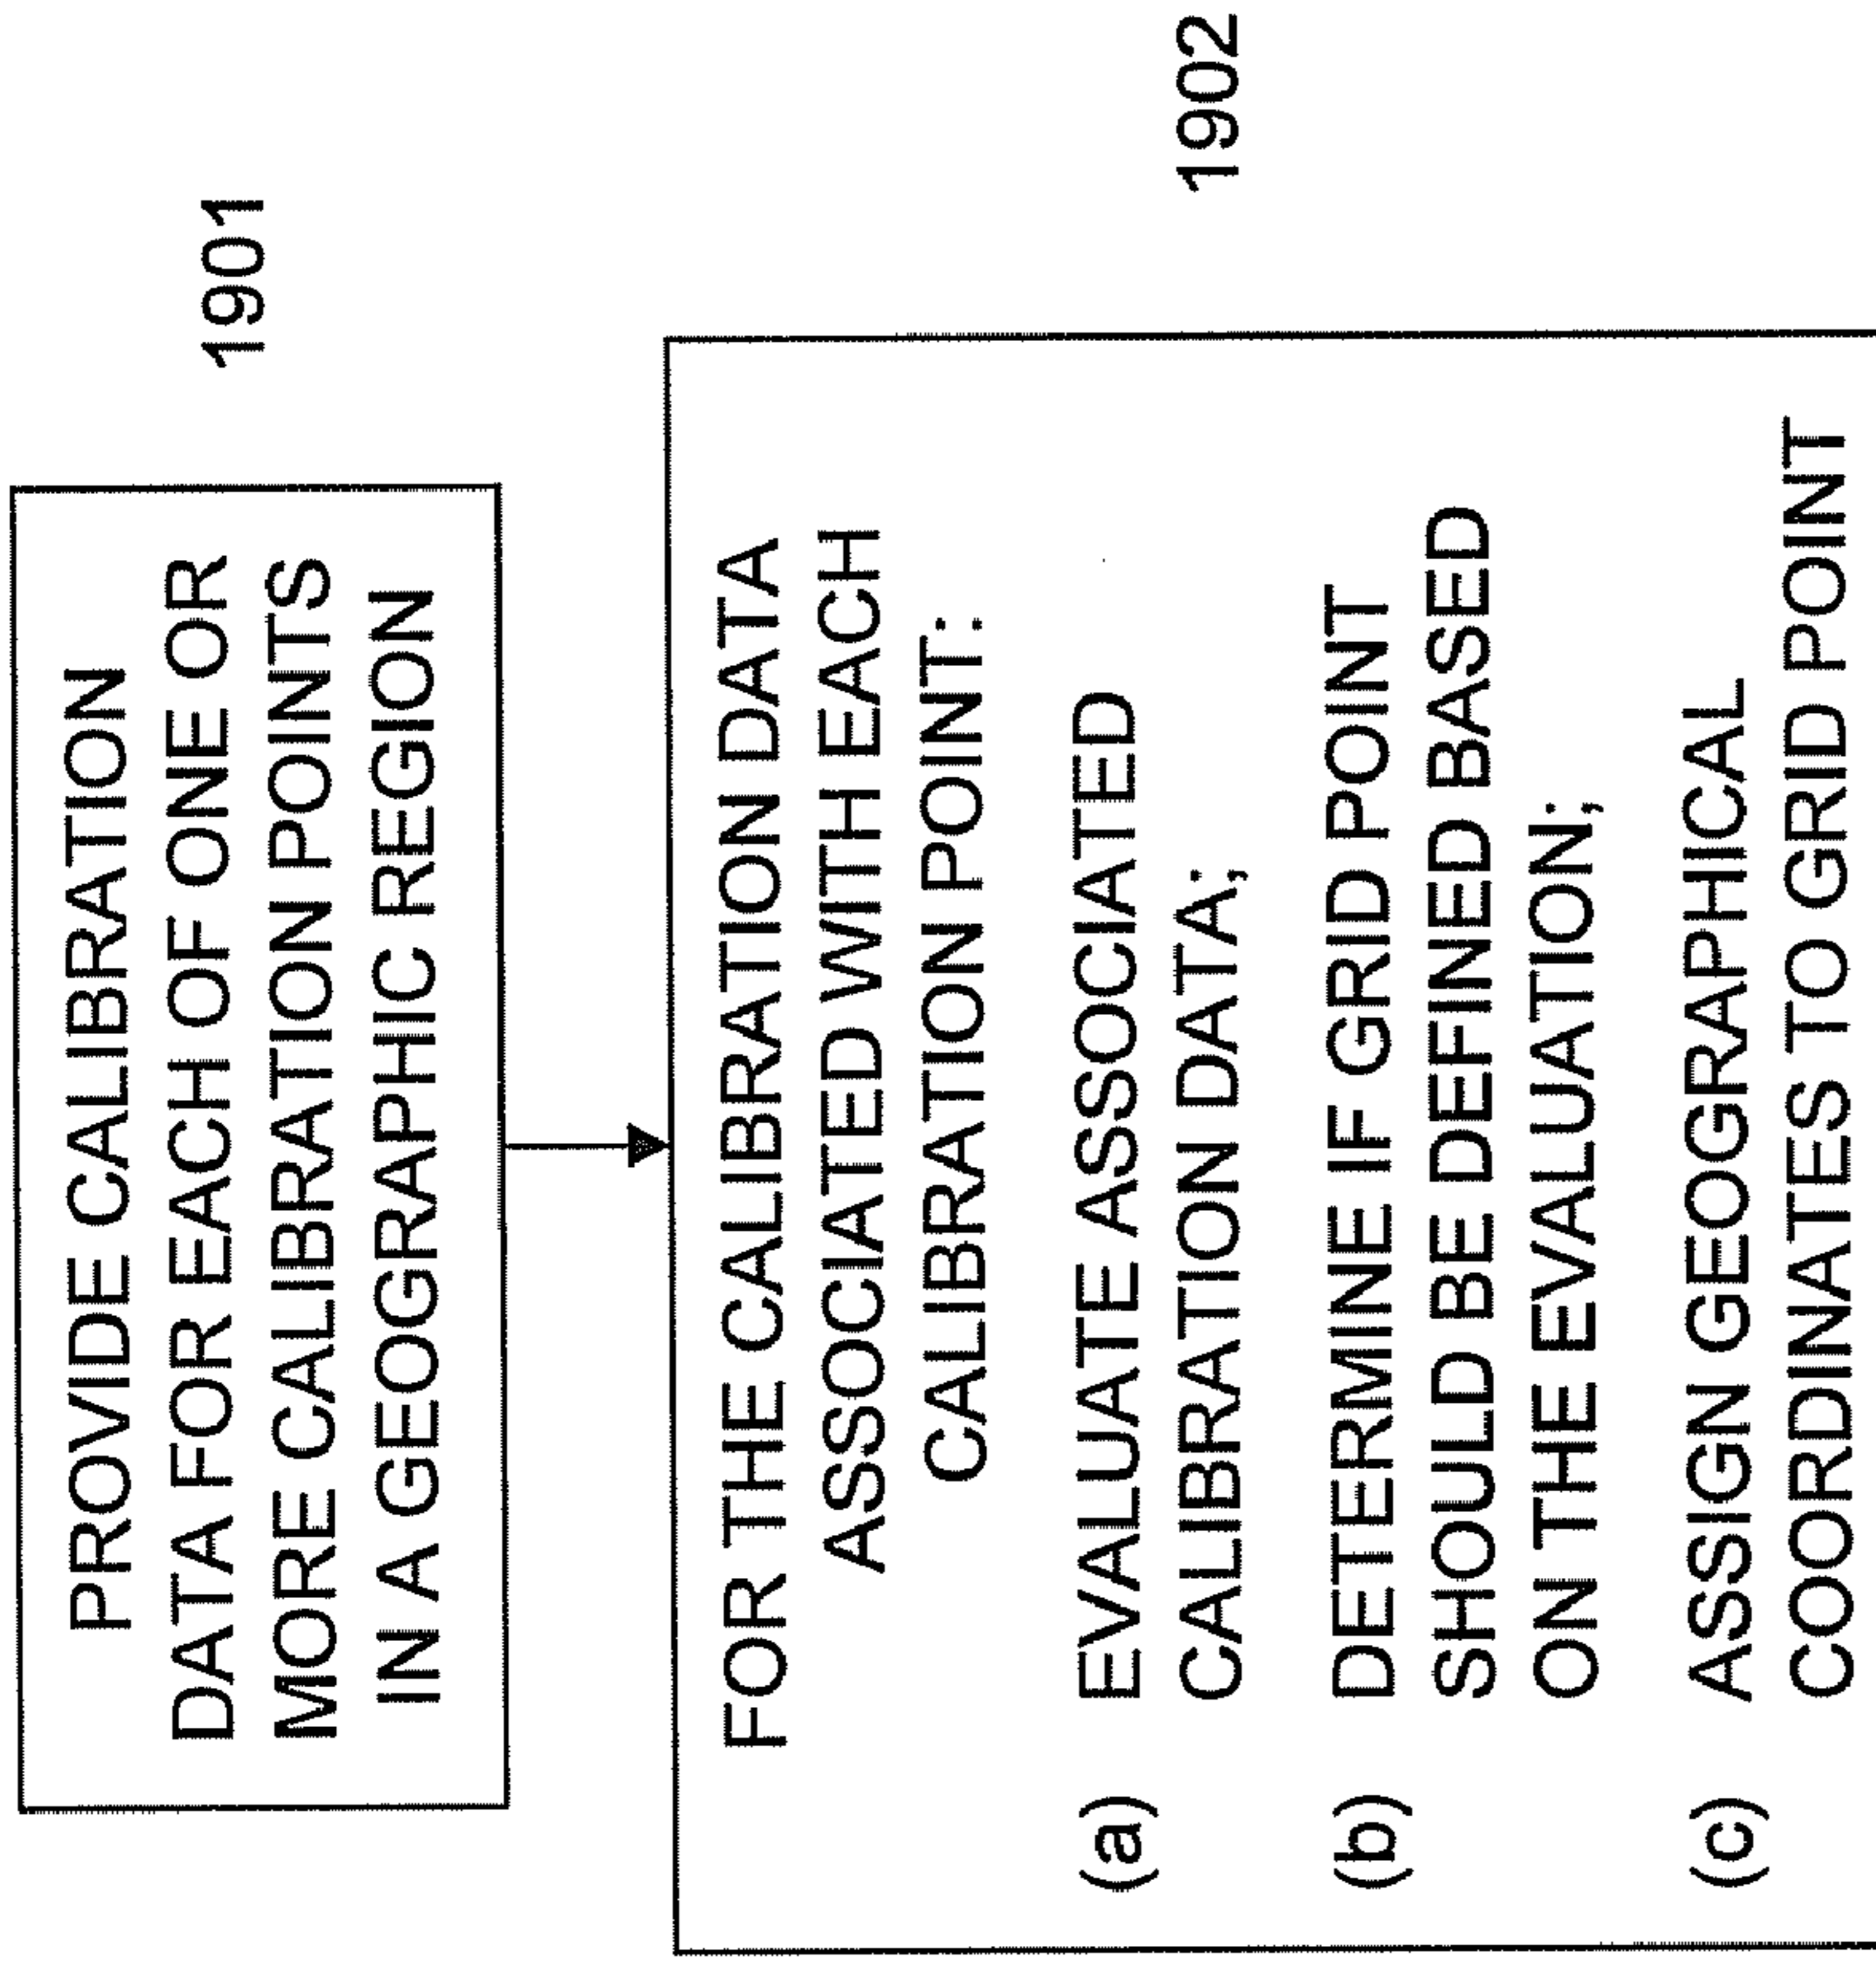 PROVIDE CALIBRATION
DATA FOR EACH OF ONE OR
MORE CALIBRATION POINTS
IN A GEOGRAPHIC REGION
1901
FOR THE CALIBRATION DATA
ASSOCIATED WITH EACH
CALIBRATION POINT:
(a) EVALUATE ASSOCIATED
CALIBRATION DATA;
(b) DETERMINE IF GRID POINT
SHOULD BE DEFINED BASED
ON THE EVALUATION;
(c) ASSIGN GEOGRAPHICAL
COORDINATES TO GRID POINT
1902